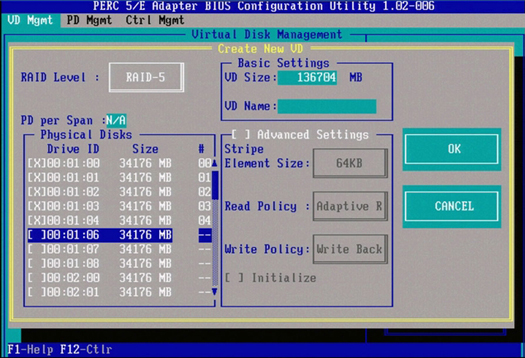 PERC 5/E Adapter BIOS Configuration Utility 1.02-006
VD Mgmt PD Mgmt Ctrl Mgmt
Virtual Disk Management
Create New VD
RAID Level : RAID-5
Basic Settings
VD Size: 136704 MB
VD Name:
PD per Span :N/A
Physical Disks
Drive ID Size #
[X]00:01:00 34176 MB 00
[X]00:01:01 34176 MB 01
[X]00:01:02 34176 MB 02
[X]00:01:03 34176 MB 03
[X]00:01:04 34176 MB 04
[ ]00:01:06 34176 MB --
[ ]00:01:07 34176 MB --
[ ]00:01:08 34176 MB --
[ ]00:02:00 34176 MB --
[ ]00:02:01 34176 MB --
[ ] Advanced Settings
Stripe
Element Size: 64KB
Read Policy : Adaptive R
Write Policy: Write Back
[ ] Initialize
OK
CANCEL
F1-Help F12-Ctlr